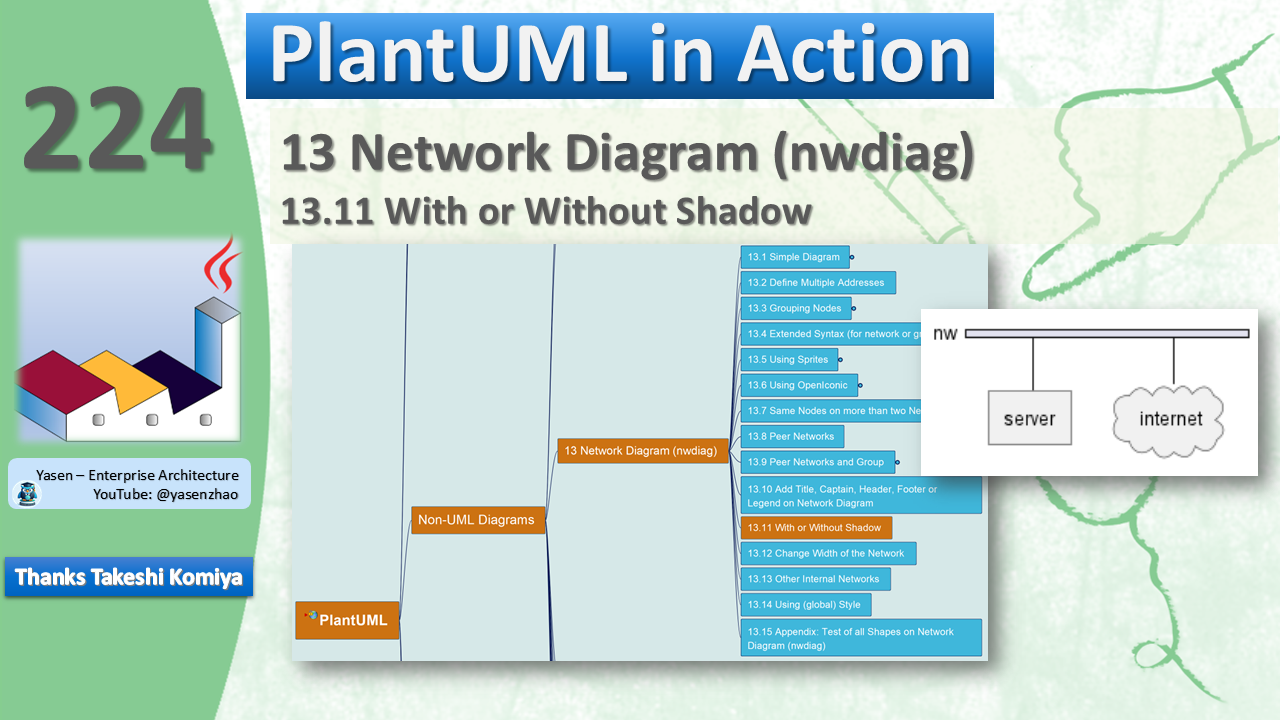 PlantUML in Action
224
13 Network Diagram (nwdiag)
13.11 With or Without Shadow
Yasen – Enterprise Architecture
YouTube: @yasenzhao
Thanks Takeshi Komiya
PlantUML
Non-UML Diagrams
13 Network Diagram (nwdiag)
13.1 Simple Diagram
13.2 Define Multiple Addresses
13.3 Grouping Nodes
13.4 Extended Syntax (for network or
13.5 Using Sprites
13.6 Using OpenIconic
13.7 Same Nodes on more than two
13.8 Peer Networks
13.9 Peer Networks and Group
13.10 Add Title, Captain, Header, Footer or
Legend on Network Diagram
13.11 With or Without Shadow
13.12 Change Width of the Network
13.13 Other Internal Networks
13.14 Using (global) Style
13.15 Appendix: Test of all Shapes on Network
Diagram (nwdiag)
nw
server
internet